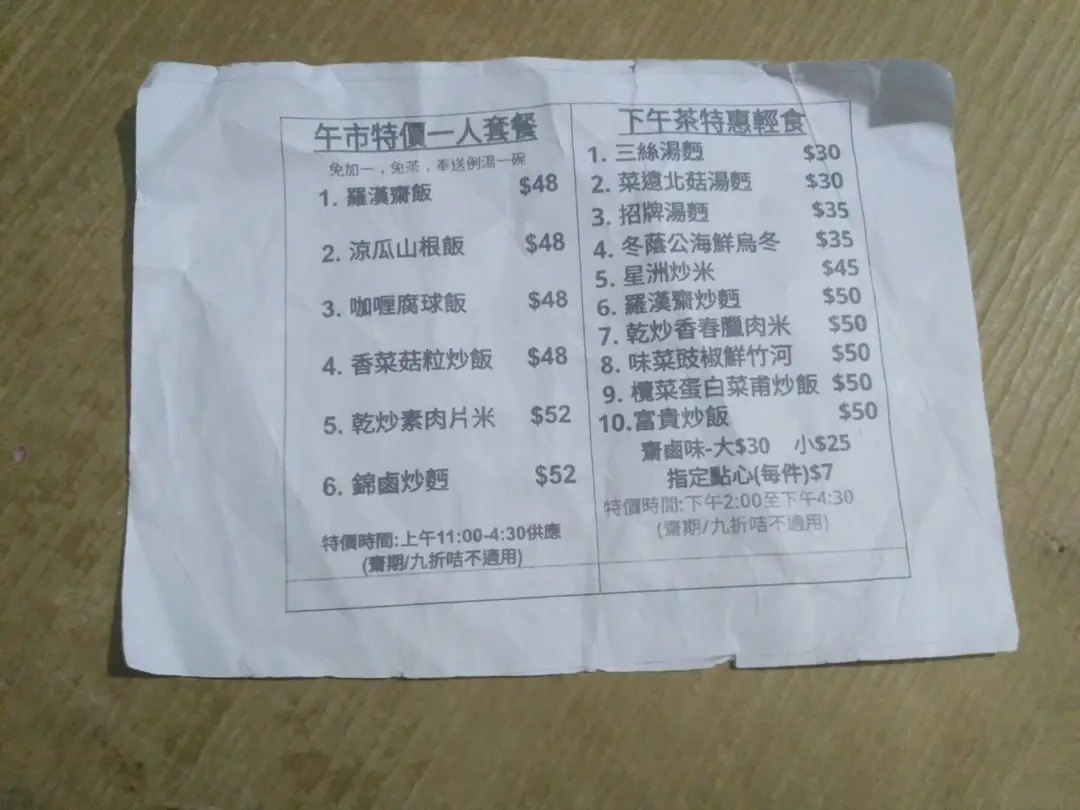 午市特價一人套餐
免加一，免茶，奉送例湯一碗
1. 羅漢齋飯 $48
2. 涼瓜山根飯 $48
3. 咖喱腐球飯 $48
4. 香菜菇粒炒飯 $48
5. 乾炒素肉片米 $52
6. 錦鹵炒麪 $52
特價時間:上午11:00-4:30供應
(齋期/九折咭不適用)
下午茶特惠輕食
1. 三絲湯麪 $30
2. 菜遠北菇湯麪 $30
3. 招牌湯麪 $35
4. 冬蔭公海鮮烏冬 $35
5. 星洲炒米 $45
6. 羅漢齋炒麪 $50
7. 乾炒香春臘肉米 $50
8. 味菜豉椒鮮竹河 $50
9. 欖菜蛋白菜甫炒飯 $50
10.富貴炒飯 $50
齋鹵味-大$30 小$25
指定點心(每件)$7
特價時間:下午2:00至下午4:30
(齋期/九折咭不適用)